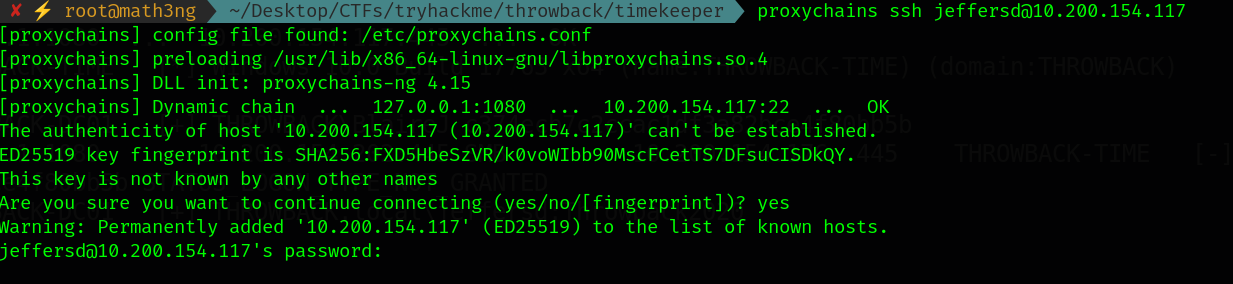 ✘ ⚡ root@math3ng ~/Desktop/CTFs/tryhackme/throwback/timekeeper proxychains ssh jeffersd@10.200.154.117
[proxychains] config file found: /etc/proxychains.conf
[proxychains] preloading /usr/lib/x86_64-linux-gnu/libproxychains.so.4
[proxychains] DLL init: proxychains-ng 4.15
[proxychains] Dynamic chain  ...  127.0.0.1:1080  ...  10.200.154.117:22  ...  OK
The authenticity of host '10.200.154.117 (10.200.154.117)' can't be established.
ED25519 key fingerprint is SHA256:FXD5HbeSzVR/k0voWIbb90MscFCetTS7DFsuCISDkQY.
This key is not known by any other names
Are you sure you want to continue connecting (yes/no/[fingerprint])? yes
Warning: Permanently added '10.200.154.117' (ED25519) to the list of known hosts.
jeffersd@10.200.154.117's password: